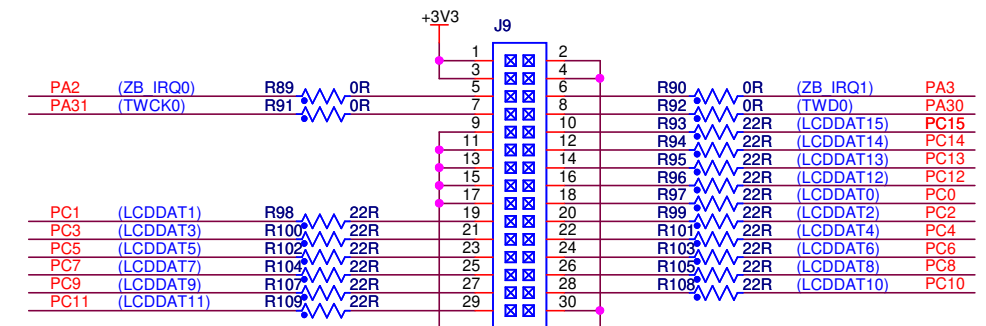 +3V3
J9
1 2
3 4
PA2 (ZB_IRQ0) R89 0R 5 6 R90 0R (ZB_IRQ1) PA3
PA31 (TWCK0) R91 0R 7 8 R92 0R (TWD0) PA30
9 10 R93 22R (LCDDAT15) PC15
11 12 R94 22R (LCDDAT14) PC14
13 14 R95 22R (LCDDAT13) PC13
15 16 R96 22R (LCDDAT12) PC12
17 18 R97 22R (LCDDAT0) PC0
PC1 (LCDDAT1) R98 22R 19 20 R99 22R (LCDDAT2) PC2
PC3 (LCDDAT3) R100 22R 21 22 R101 22R (LCDDAT4) PC4
PC5 (LCDDAT5) R102 22R 23 24 R103 22R (LCDDAT6) PC6
PC7 (LCDDAT7) R104 22R 25 26 R105 22R (LCDDAT8) PC8
PC9 (LCDDAT9) R107 22R 27 28 R108 22R (LCDDAT10) PC10
PC11 (LCDDAT11) R109 22R 29 30